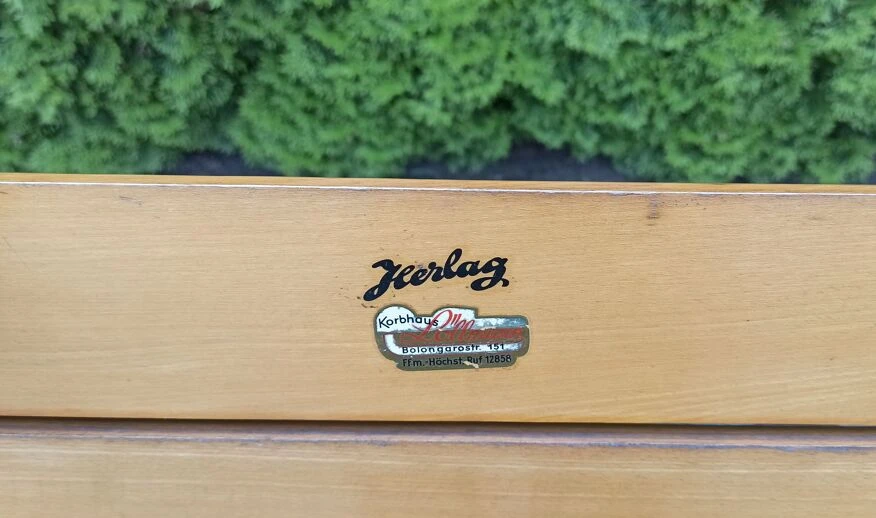 Herlag
Korbhaus
Bolongarostr. 151
Ffm.-Höchst. Ruf 12858